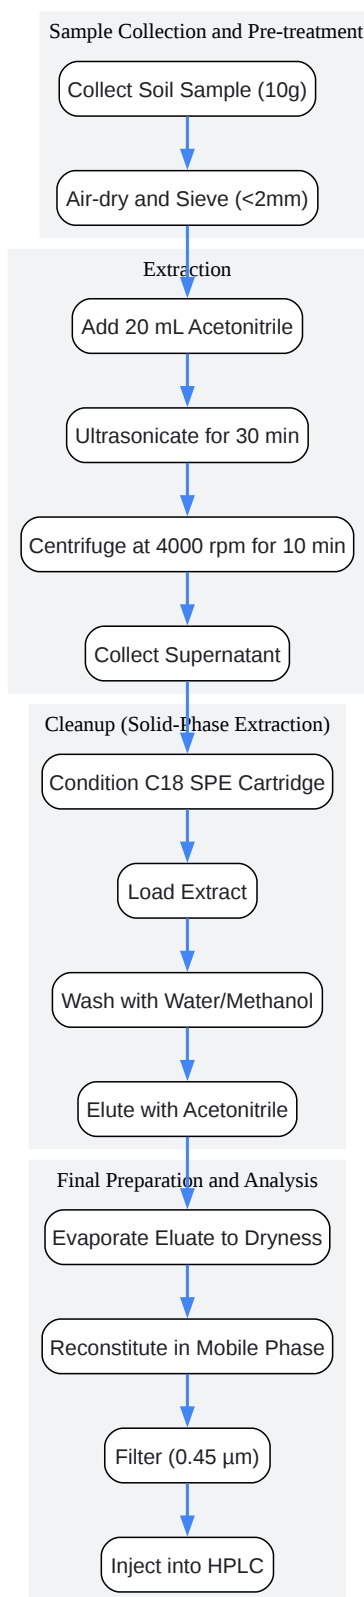 Sample Collection and Pre-treatment
Collect Soil Sample (10g)
Air-dry and Sieve (<2mm)
Extraction
Add 20 mL Acetonitrile
Ultrasonicate for 30 min
Centrifuge at 4000 rpm for 10 min
Collect Supernatant
Cleanup (Solid-Phase Extraction)
Condition C18 SPE Cartridge
Load Extract
Wash with Water/Methanol
Elute with Acetonitrile
Final Preparation and Analysis
Evaporate Eluate to Dryness
Reconstitute in Mobile Phase
Filter (0.45 µm)
Inject into HPLC